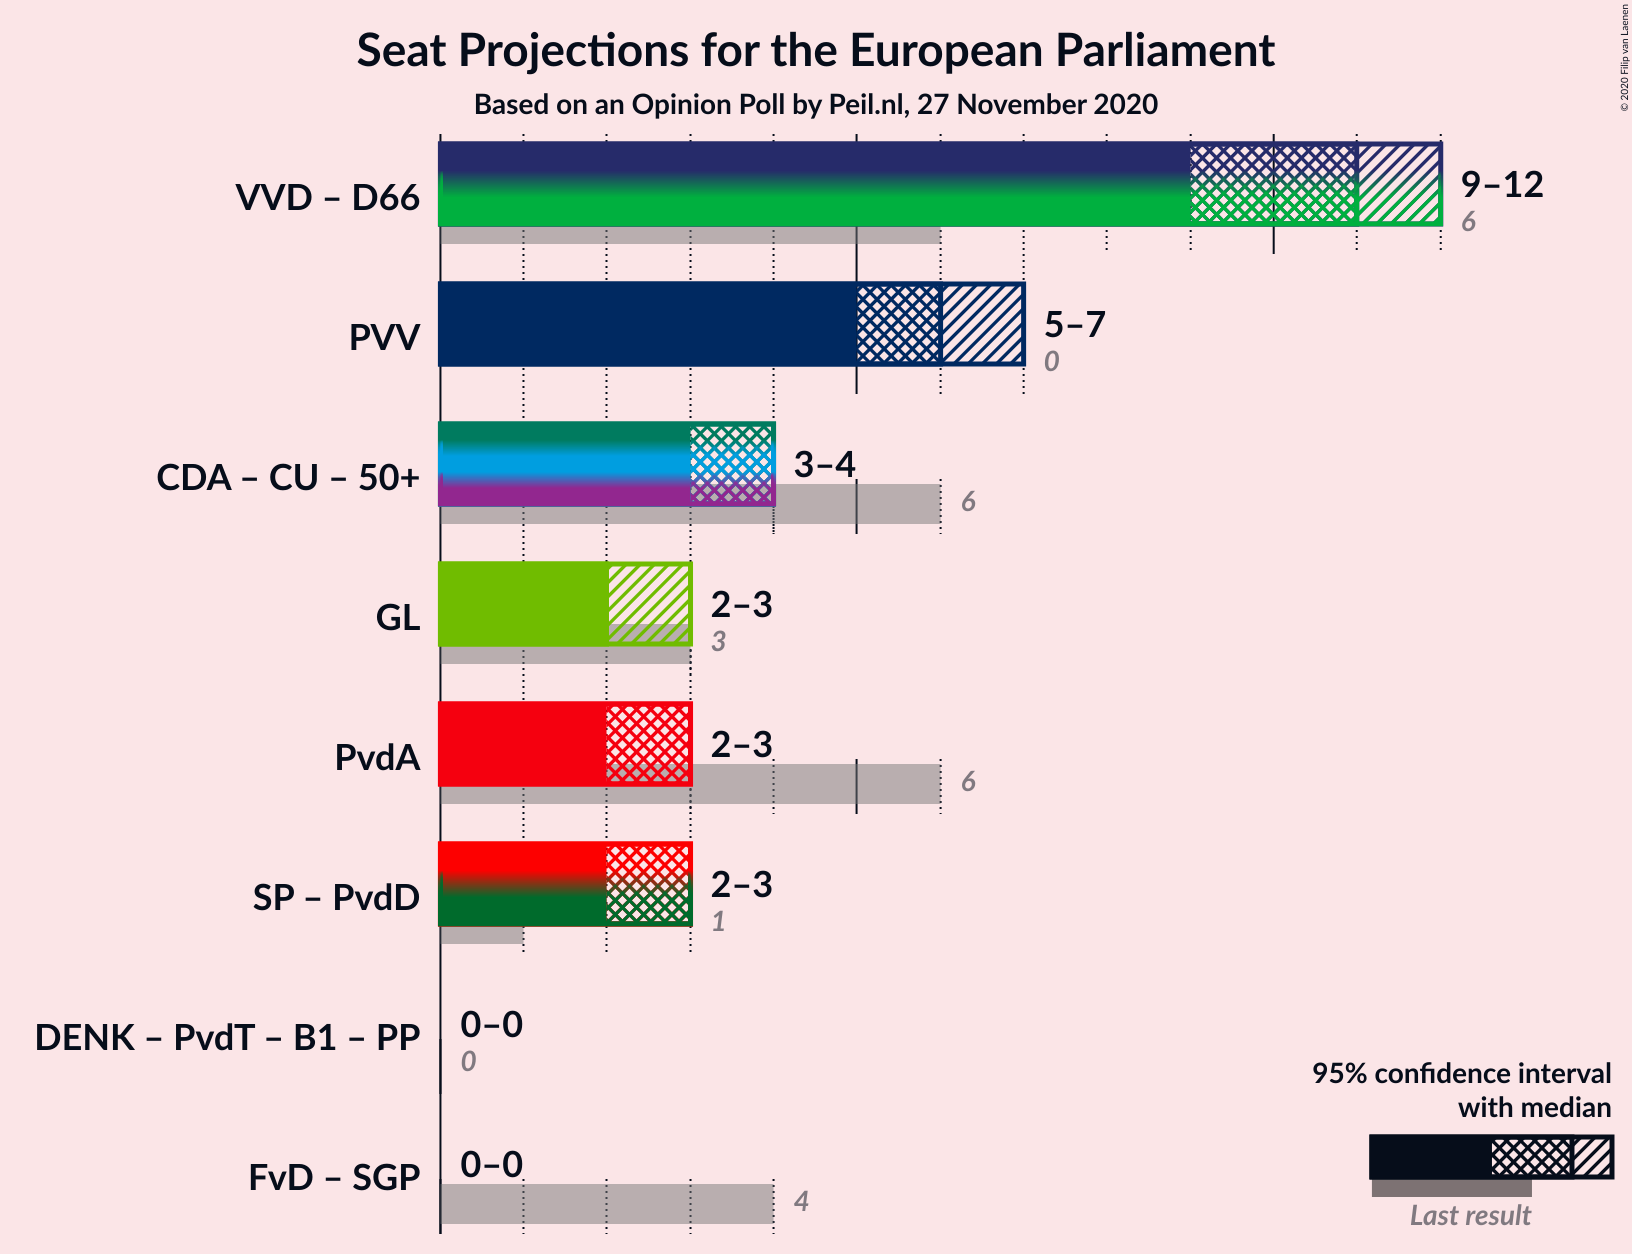 Seat Projections for the European Parliament
Based on an Opinion Poll by Peil.nl, 27 November 2020
© 2020 Filip van Laenen
VVD – D66
9–12
6
PVV
5–7
0
CDA – CU – 50+
3–4
6
GL
2–3
3
PvdA
2–3
6
SP – PvdD
2–3
1
DENK – PvdT – B1 – PP
0–0
0
FvD – SGP
0–0
4
95% confidence interval
with median
Last result